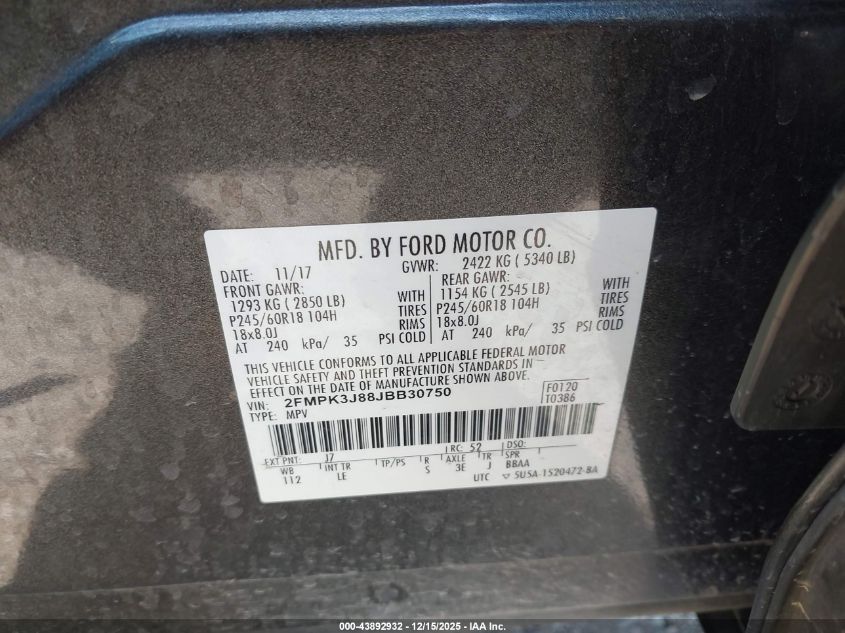 MFD. BY FORD MOTOR CO.
DATE: 11/17 GVWR: 2422 KG ( 5340 LB)
FRONT GAWR: REAR GAWR:
1293 KG ( 2850 LB) WITH 1154 KG ( 2545 LB) WITH
P245/60R18 104H TIRES P245/60R18 104H TIRES
18x8.0J RIMS 18x8.0J RIMS
AT 240 kPa/ 35 PSI COLD AT 240 kPa/ 35 PSI COLD
THIS VEHICLE CONFORMS TO ALL APPLICABLE FEDERAL MOTOR
VEHICLE SAFETY AND THEFT PREVENTION STANDARDS IN
EFFECT ON THE DATE OF MANUFACTURE SHOWN ABOVE.
VIN: 2FMPK3J88JBB30750 F0120
TYPE: MPV T0386
EXT PNT: J7 RC: 52 DSO:
WB INT TR TP/PS R AXLE TR SPR
112 LE S 3E J BBAA
UTC 5U5A-1520472-BA
000-43892932 - 12/15/2025 - IAA Inc.